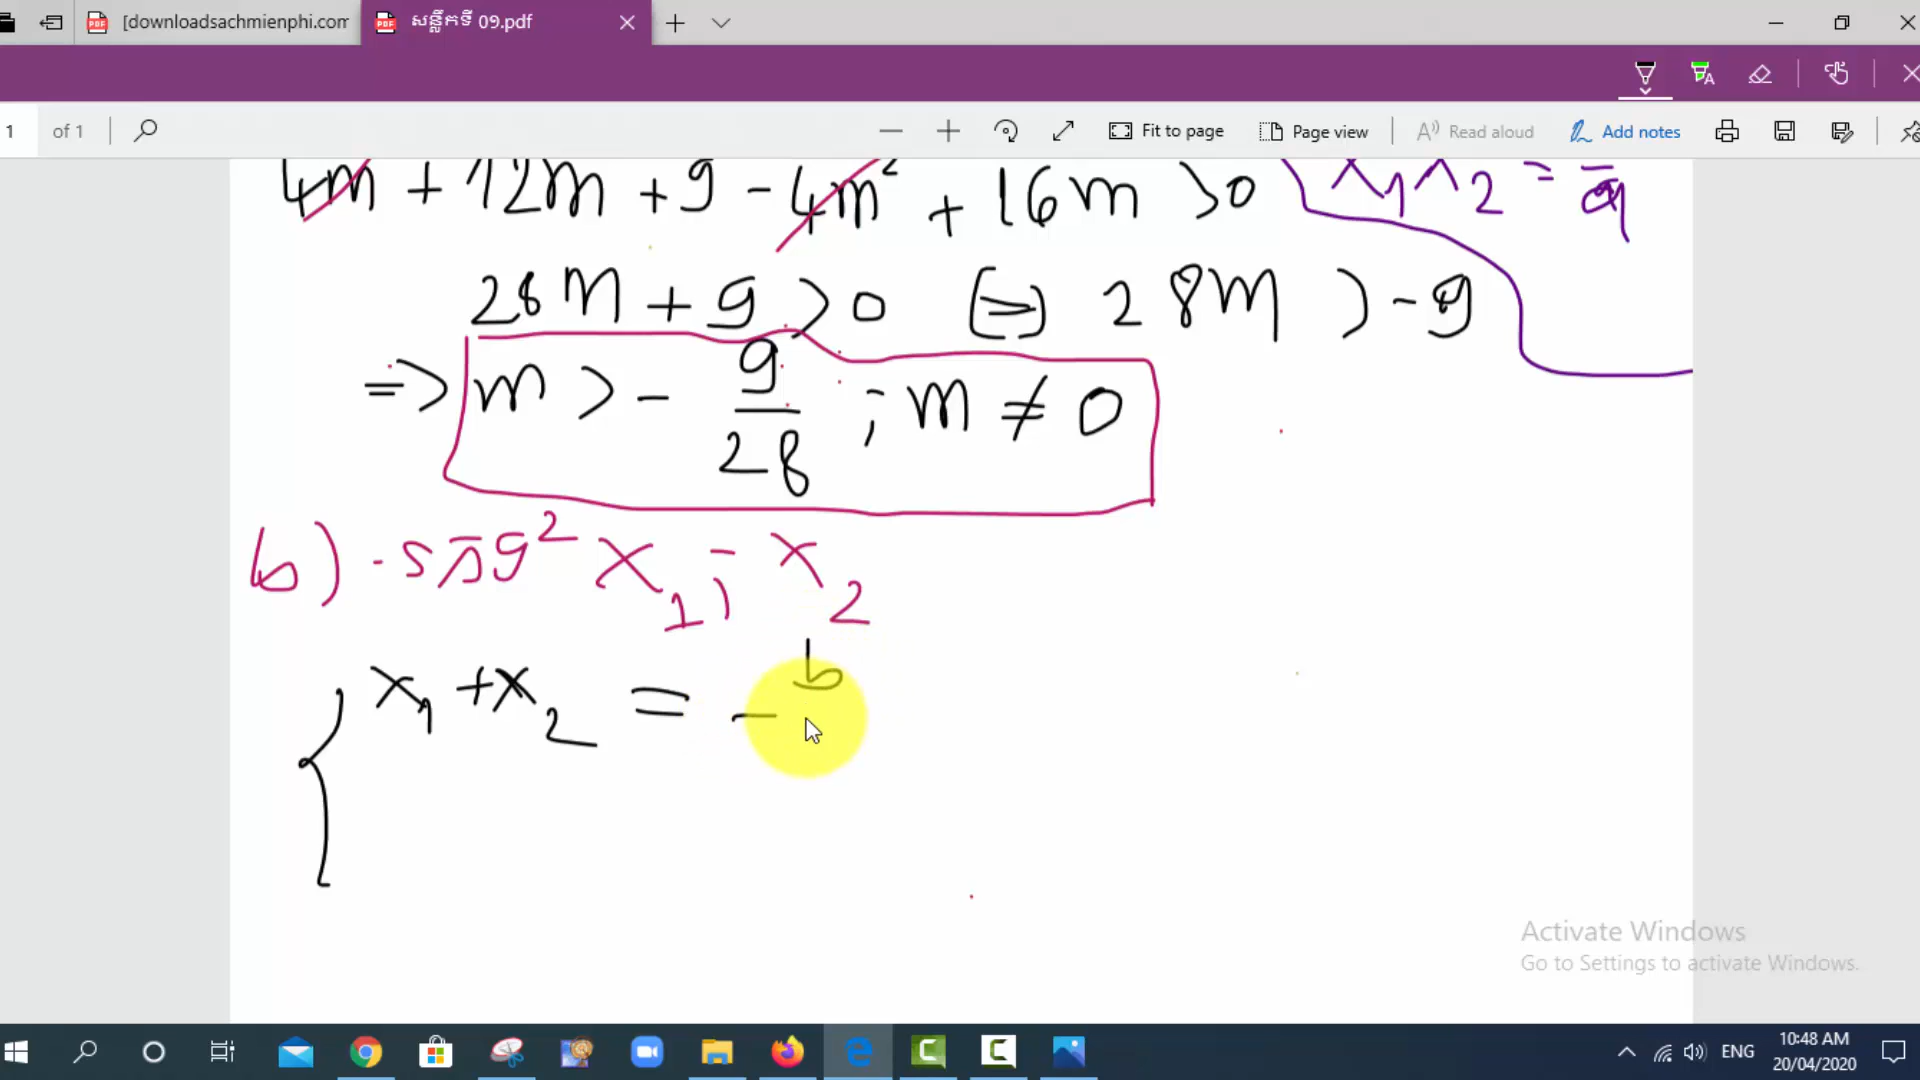 [downloadsachmienphi.com
សន្លឹកទី 09.pdf
1 of 1
Fit to page
Page view
Read aloud
Add notes
4m + 12m + 9 - 4m² + 16m > 0
x₁x₂ =
28m + 9 > 0 ⇔ 28m > -9
=> m > - 9/28 ; m ≠ 0
b) x₁ ; x₂
x₁ + x₂ = - b
Activate Windows
Go to Settings to activate Windows.
ENG
10:48 AM
20/04/2020